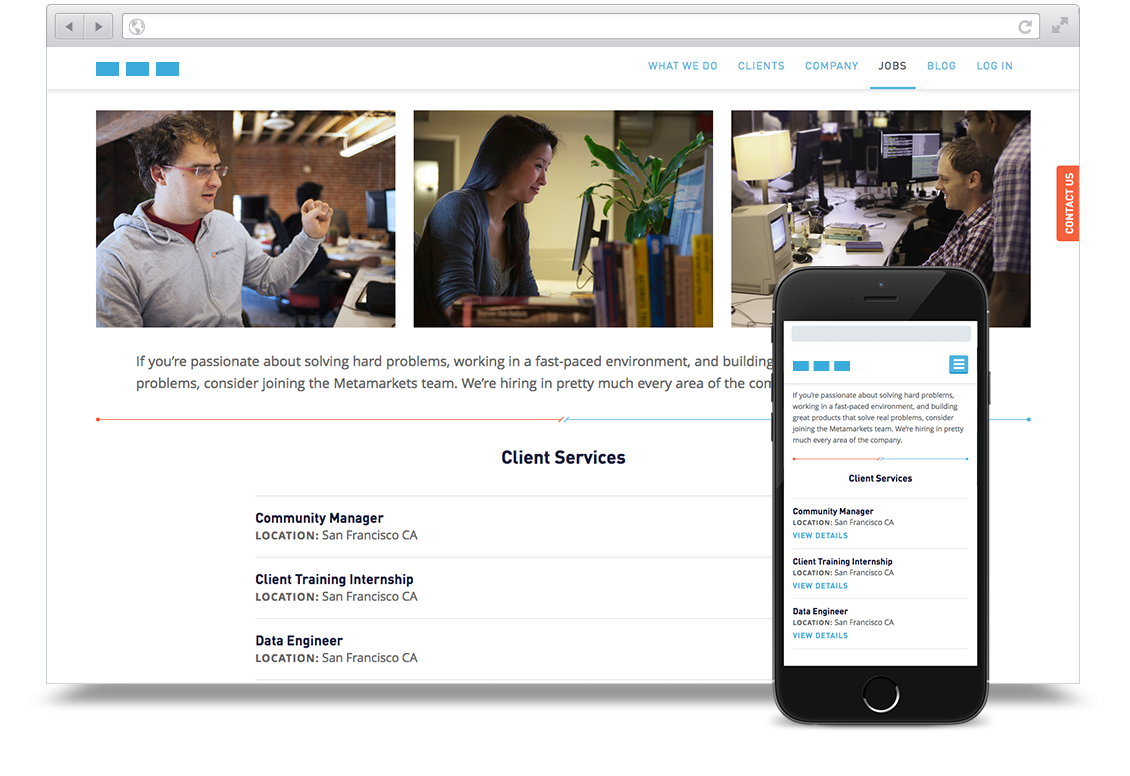 WHAT WE DO CLIENTS COMPANY JOBS BLOG LOG IN
CONTACT US
If you’re passionate about solving hard problems, working in a fast-paced environment, and building
problems, consider joining the Metamarkets team. We’re hiring in pretty much every area of the
Client Services
Community Manager
LOCATION: San Francisco CA
Client Training Internship
LOCATION: San Francisco CA
Data Engineer
LOCATION: San Francisco CA
If you’re passionate about solving hard problems,
working in a fast-paced environment, and building
great products that solve real problems, consider
joining the Metamarkets team. We’re hiring in pretty
much every area of the company.
Client Services
Community Manager
LOCATION: San Francisco CA
VIEW DETAILS
Client Training Internship
LOCATION: San Francisco CA
VIEW DETAILS
Data Engineer
LOCATION: San Francisco CA
VIEW DETAILS